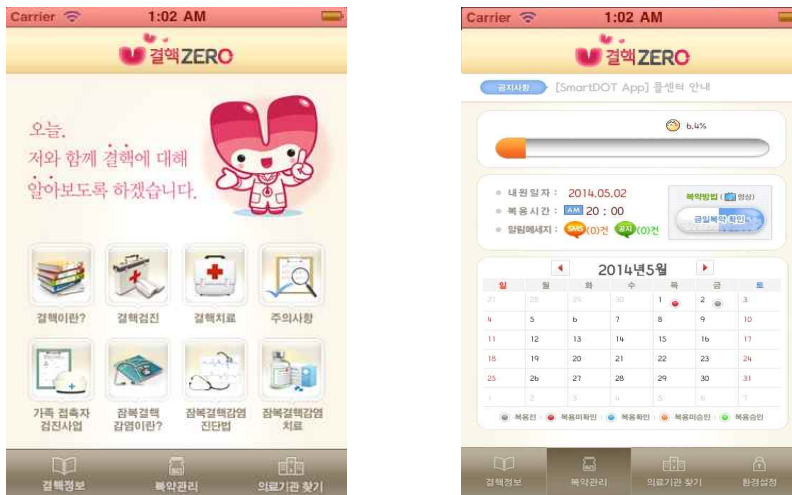 Carrier 1:02 AM
결핵ZERO
오늘.
저와 함께 결핵에 대해
알아보도록 하겠습니다.
결핵이란?
결핵검진
결핵치료
주의사항
가족 접촉자
검진사업
잠복결핵
감염이란?
잠복결핵감염
진단법
잠복결핵감염
치료
결핵정보
복약관리
의료기관 찾기
Carrier 1:02 AM
결핵ZERO
공지사항 [SmartDOT App] 콜센터 안내
6.4%
내원일자 : 2014.05.02
복용시간 : AM 20 : 00
알림메세지 : SMS (0)건 공지 (0)건
복약방법 ( 영상)
금일복약 확인
2014년5월
일 월 화 수 목 금 토
27 28 29 30 1 2 3
4 5 6 7 8 9 10
11 12 13 14 15 16 17
18 19 20 21 22 23 24
25 26 27 28 29 30 31
1 2 3 4 5 6 7
복용전 복용미확인 복용확인 복용미승인 복용승인
결핵정보 복약관리 의료기관 찾기 환경설정